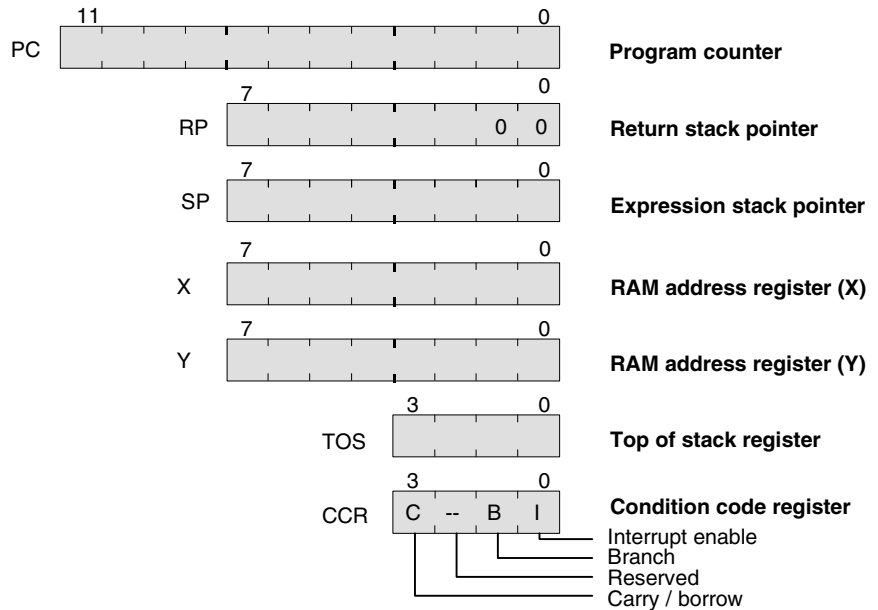 11 0
PC Program counter
7 0
RP 0 0 Return stack pointer
7 0
SP Expression stack pointer
7 0
X RAM address register (X)
7 0
Y RAM address register (Y)
3 0
TOS Top of stack register
3 0
CCR C -- B I Condition code register
Interrupt enable
Branch
Reserved
Carry / borrow